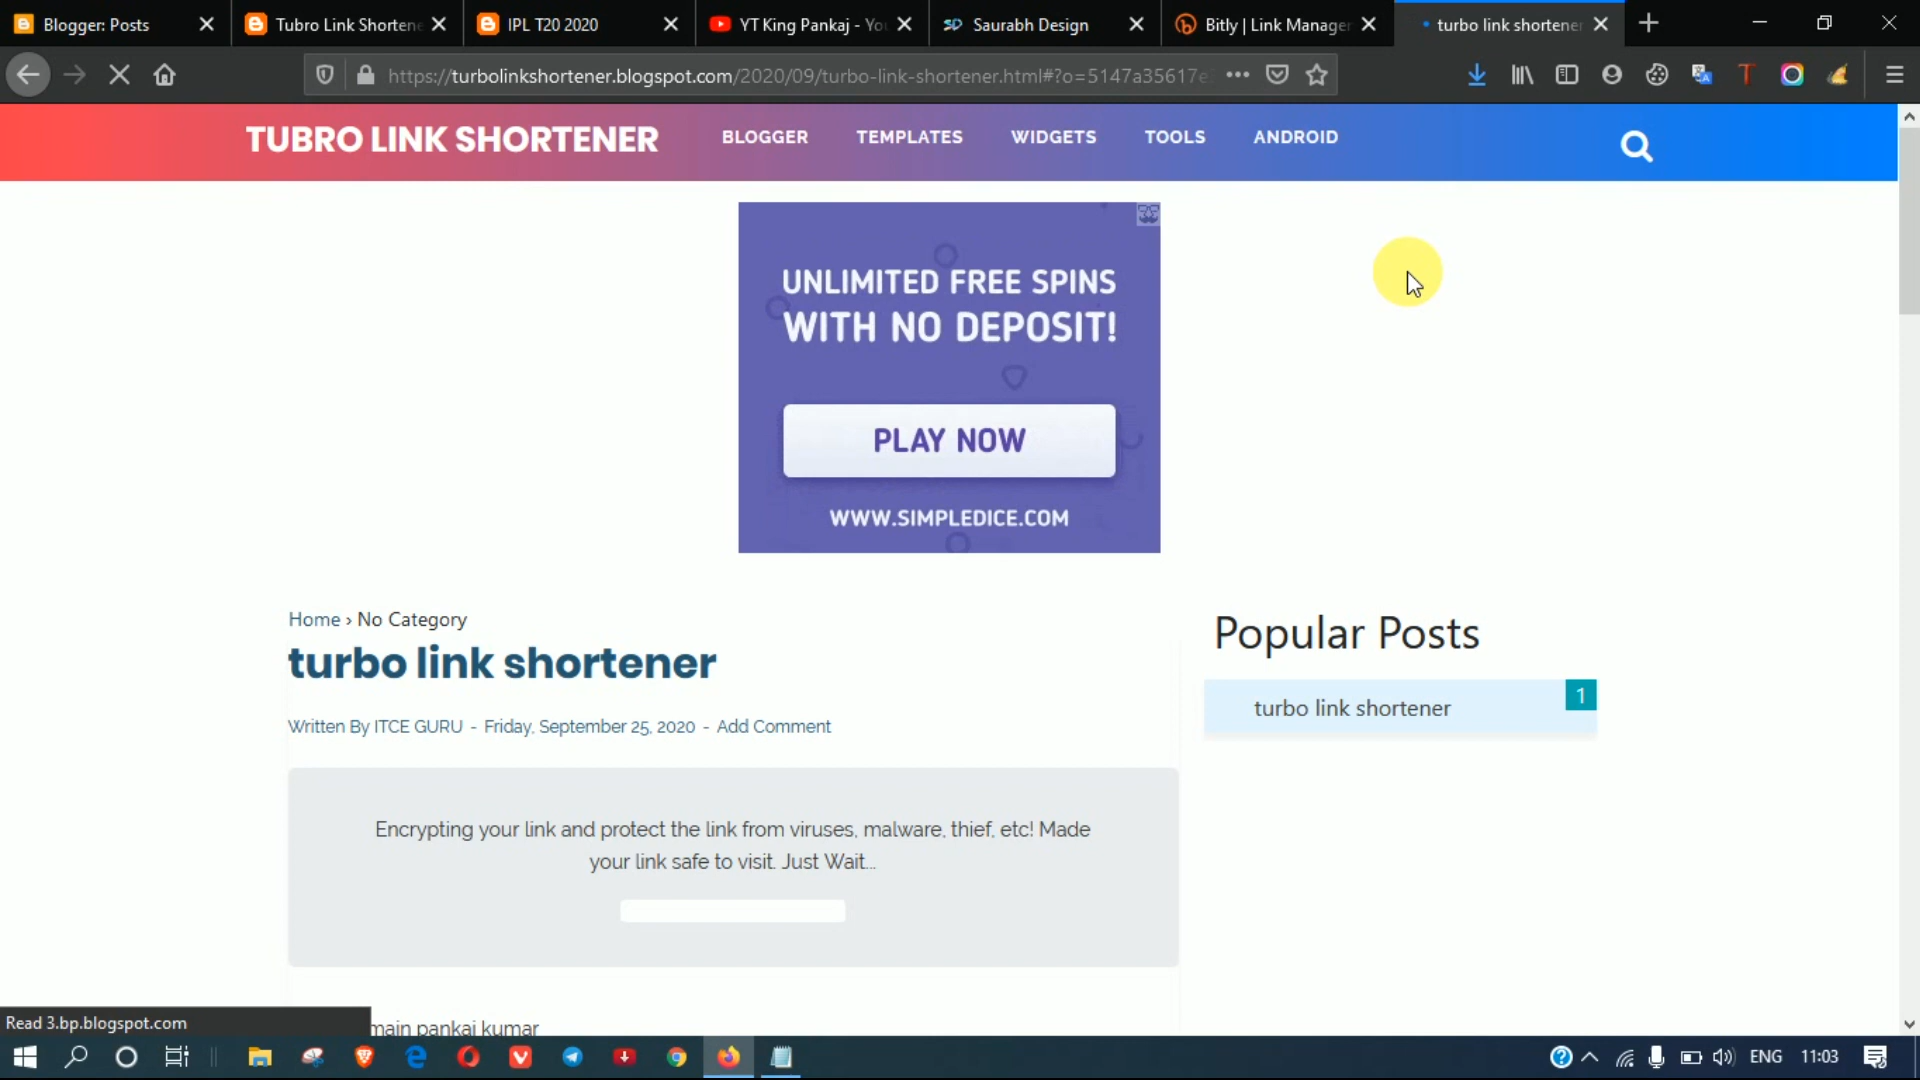 Blogger: Posts
Tubro Link Shortene
IPL T20 2020
YT King Pankaj - Yo
Saurabh Design
Bitly | Link Manager
turbo link shortener
https://turbolinkshortener.blogspot.com/2020/09/turbo-link-shortener.html#?o=5147a35617e
TUBRO LINK SHORTENER
BLOGGER
TEMPLATES
WIDGETS
TOOLS
ANDROID
UNLIMITED FREE SPINS
WITH NO DEPOSIT!
PLAY NOW
WWW.SIMPLEDICE.COM
Home › No Category
turbo link shortener
Written By ITCE GURU - Friday, September 25, 2020 - Add Comment
Encrypting your link and protect the link from viruses, malware, thief, etc! Made
your link safe to visit. Just Wait...
Popular Posts
turbo link shortener
1
main pankaj kumar
Read 3.bp.blogspot.com
ENG
11:03